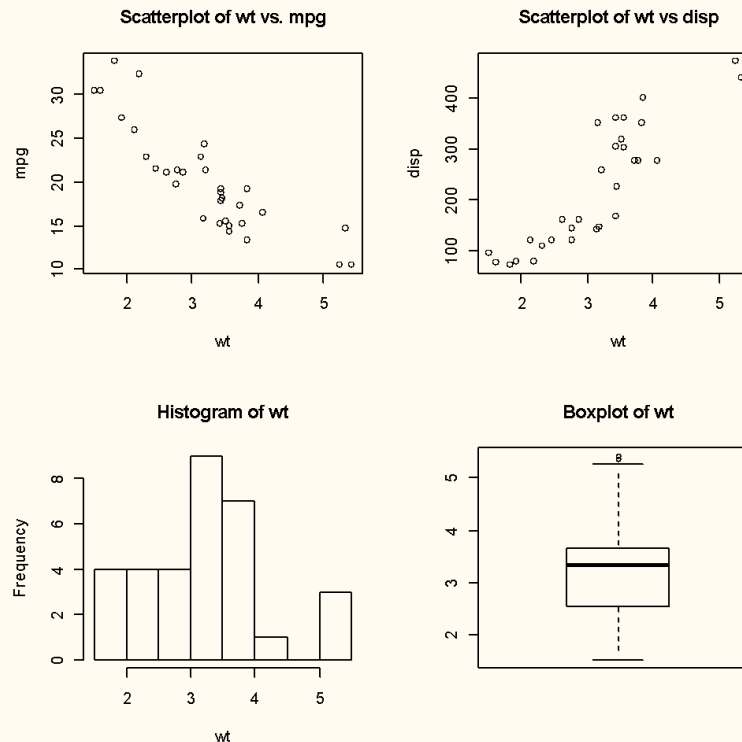 Scatterplot of wt vs. mpg
mpg
10 15 20 25 30
2 3 4 5
wt
Scatterplot of wt vs disp
disp
100 200 300 400
2 3 4 5
wt
Histogram of wt
Frequency
0 2 4 6 8
2 3 4 5
wt
Boxplot of wt
2 3 4 5